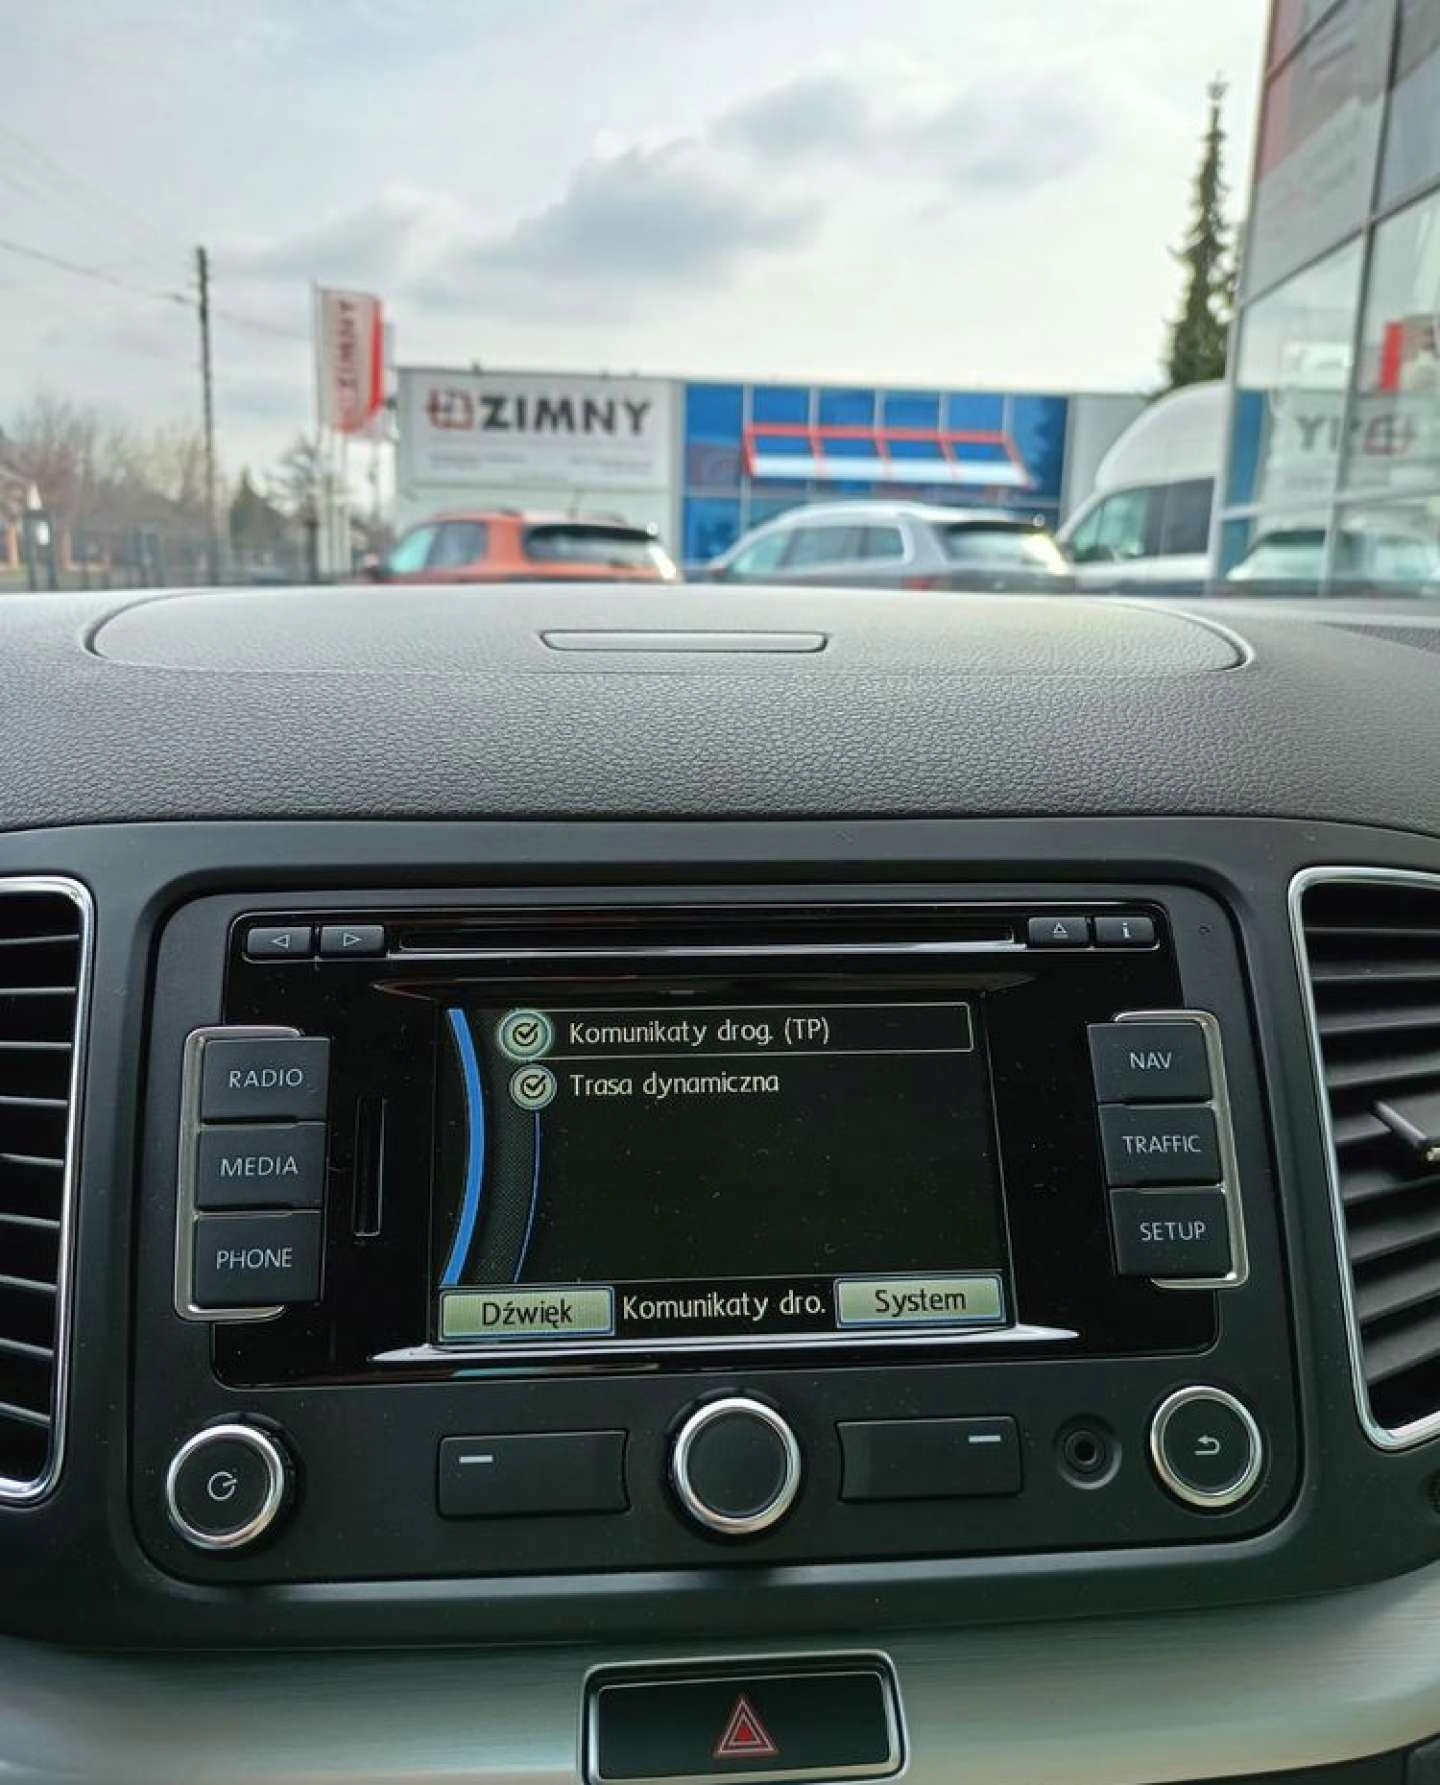 ZIMNY
ZIMNY
i
Komunikaty drog. (TP)
Trasa dynamiczna
RADIO
MEDIA
PHONE
NAV
TRAFFIC
SETUP
Dźwięk
Komunikaty dro.
System